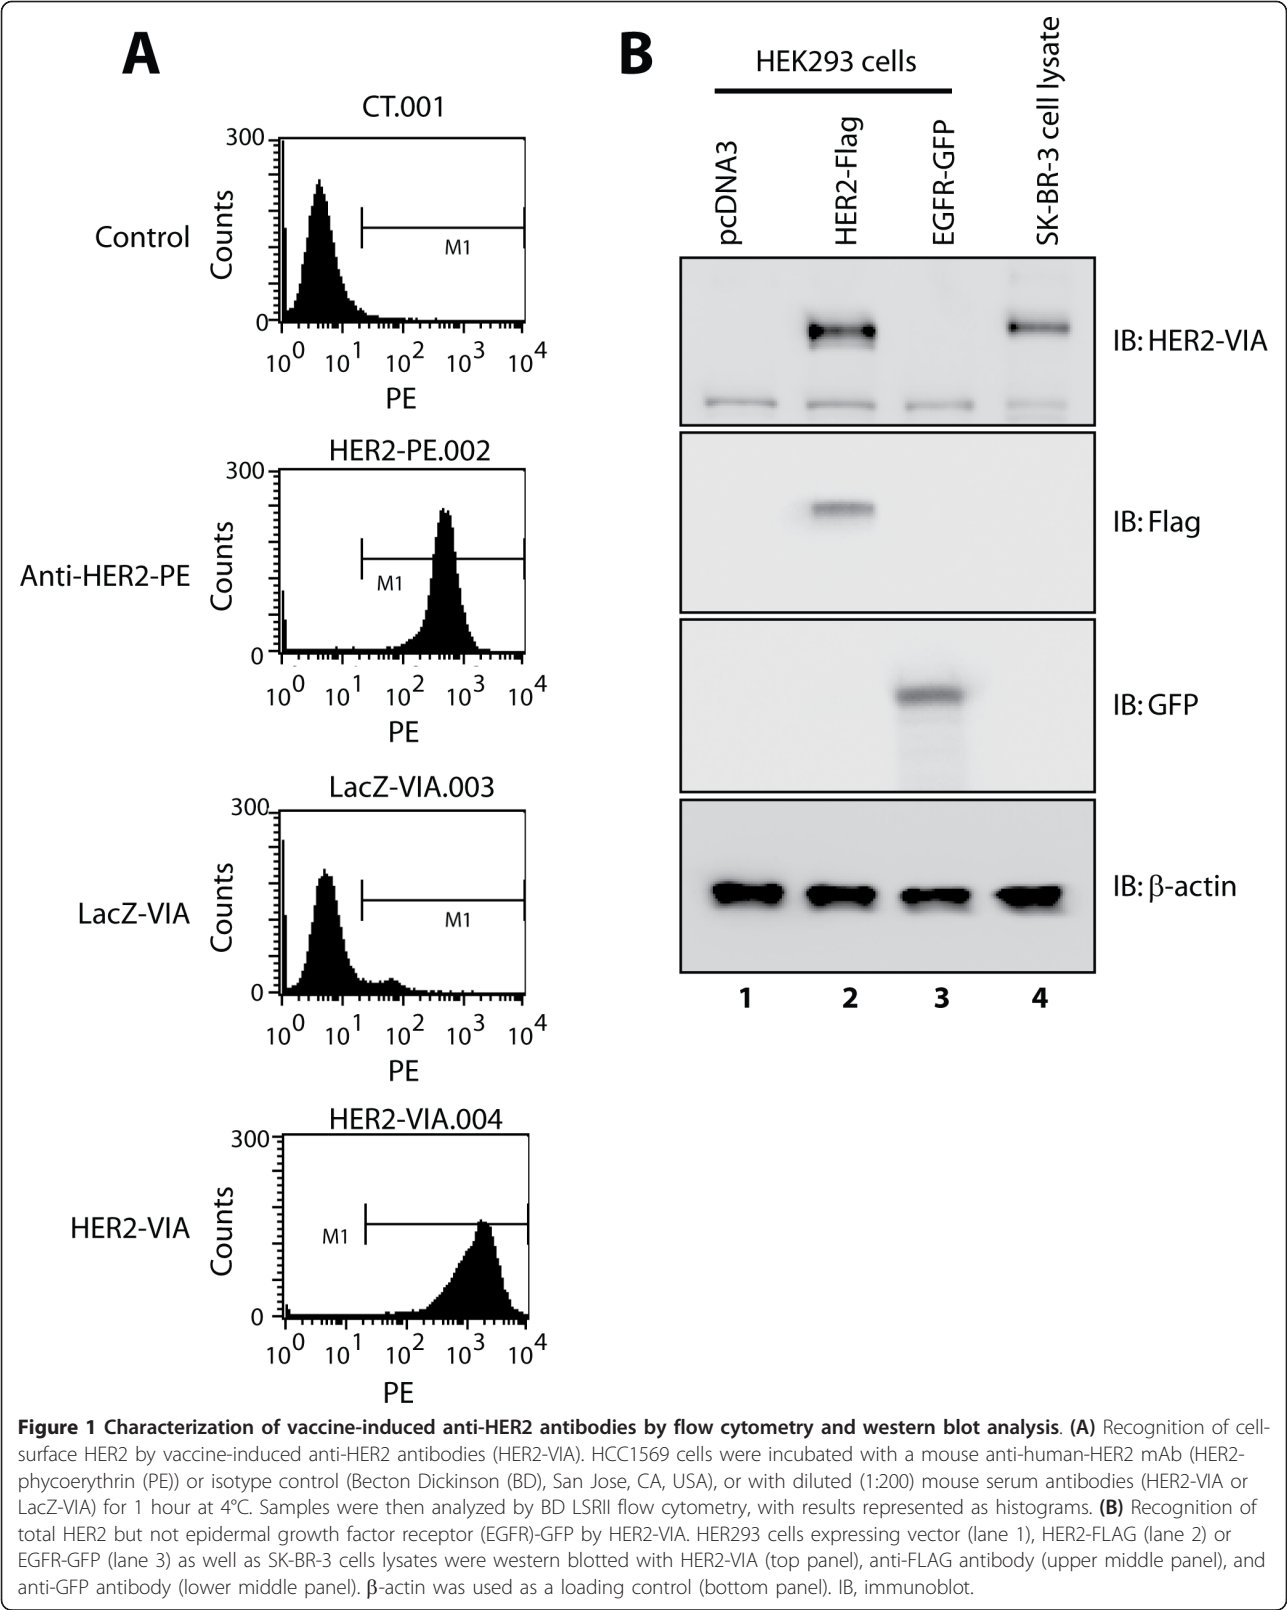 A
CT.001
300
Control
Counts
M1
0
10^0 10^1 10^2 10^3 10^4
PE
HER2-PE.002
300
Anti-HER2-PE
Counts
M1
0
10^0 10^1 10^2 10^3 10^4
PE
LacZ-VIA.003
300
LacZ-VIA
Counts
M1
0
10^0 10^1 10^2 10^3 10^4
PE
HER2-VIA.004
300
HER2-VIA
Counts
M1
0
10^0 10^1 10^2 10^3 10^4
PE
B
HEK293 cells
pcDNA3
HER2-Flag
EGFR-GFP
SK-BR-3 cell lysate
IB: HER2-VIA
IB: Flag
IB: GFP
IB: β-actin
1 2 3 4
Figure 1 Characterization of vaccine-induced anti-HER2 antibodies by flow cytometry and western blot analysis. (A) Recognition of cell-
surface HER2 by vaccine-induced anti-HER2 antibodies (HER2-VIA). HCC1569 cells were incubated with a mouse anti-human-HER2 mAb (HER2-
phycoerythrin (PE)) or isotype control (Becton Dickinson (BD), San Jose, CA, USA), or with diluted (1:200) mouse serum antibodies (HER2-VIA or
LacZ-VIA) for 1 hour at 4°C. Samples were then analyzed by BD LSRII flow cytometry, with results represented as histograms. (B) Recognition of
total HER2 but not epidermal growth factor receptor (EGFR)-GFP by HER2-VIA. HER293 cells expressing vector (lane 1), HER2-FLAG (lane 2) or
EGFR-GFP (lane 3) as well as SK-BR-3 cells lysates were western blotted with HER2-VIA (top panel), anti-FLAG antibody (upper middle panel), and
anti-GFP antibody (lower middle panel). β-actin was used as a loading control (bottom panel). IB, immunoblot.